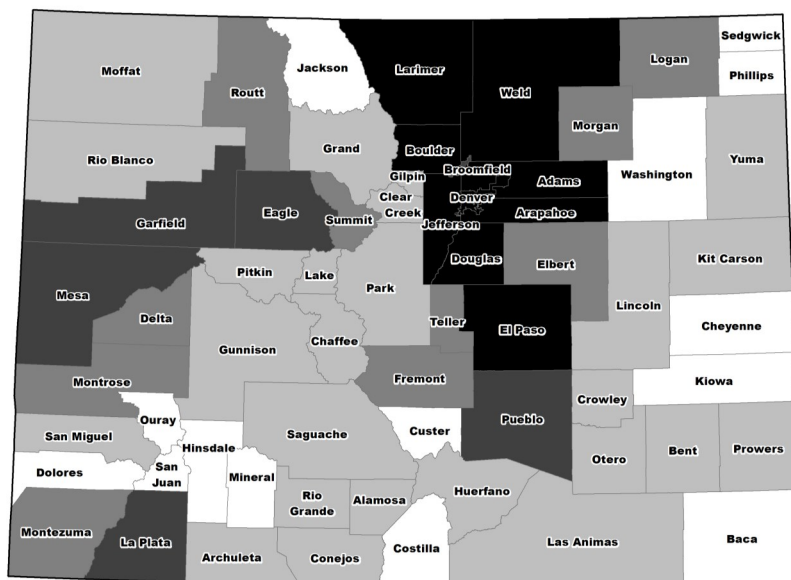 Sedgwick
Moffat
Jackson
Larimer
Logan
Routt
Phillips
Weld
Morgan
Grand
Boulder
Rio Blanco
Yuma
Gilpin
Broomfield
Washington
Adams
Clear
Creek
Denver
Eagle
Summit
Arapahoe
Garfield
Jefferson
Douglas
Kit Carson
Elbert
Pitkin
Lake
Park
Mesa
Lincoln
Delta
Teller
Cheyenne
El Paso
Chaffee
Gunnison
Montrose
Fremont
Kiowa
Crowley
Ouray
Pueblo
Custer
San Miguel
Saguache
Hinsdale
Bent
Prowers
Otero
Dolores
San
Juan
Mineral
Huerfano
Rio
Grande
Alamosa
Montezuma
La Plata
Las Animas
Baca
Costilla
Archuleta
Conejos